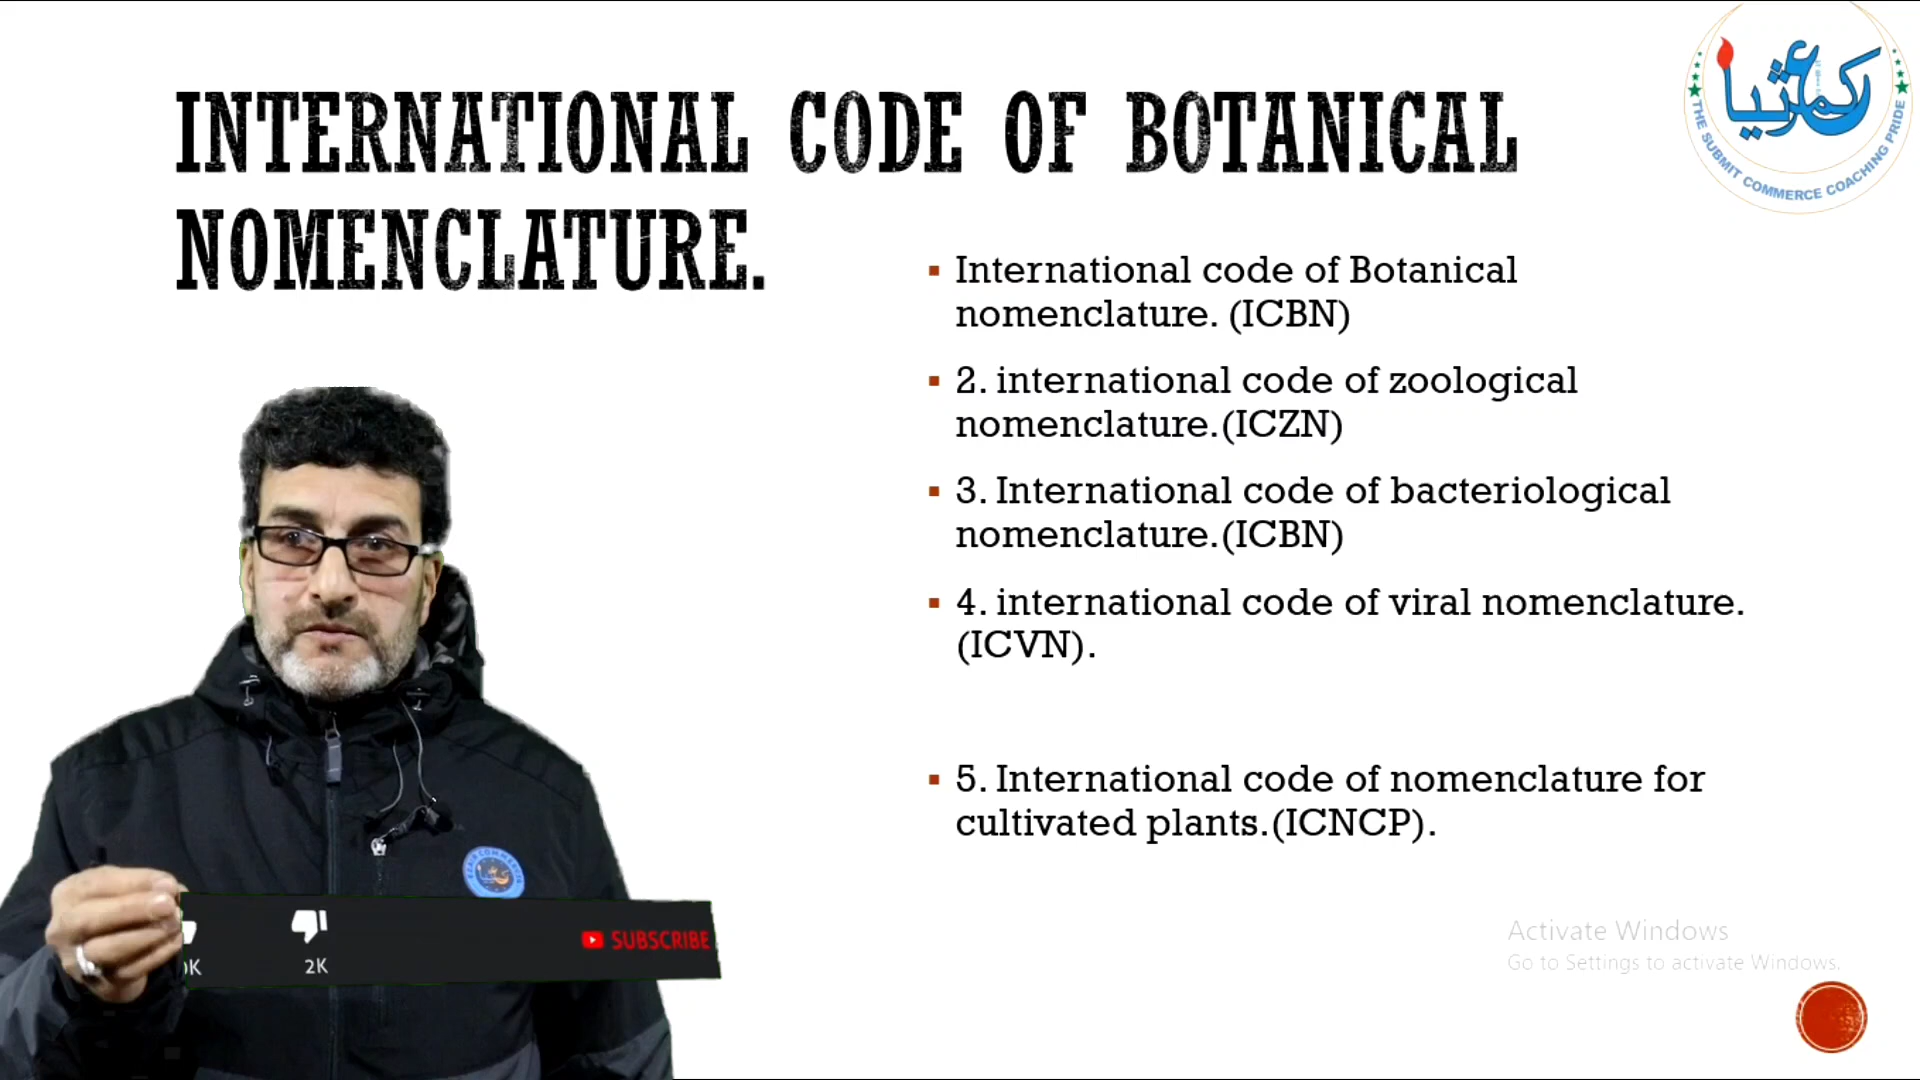 INTERNATIONAL CODE OF BOTANICAL
NOMENCLATURE.
International code of Botanical
nomenclature. (ICBN)
2. international code of zoological
nomenclature.(ICZN)
3. International code of bacteriological
nomenclature.(ICBN)
4. international code of viral nomenclature.
(ICVN).
5. International code of nomenclature for
cultivated plants.(ICNCP).
THE SUBMIT COMMERCE COACHING PRIDE
2K
SUBSCRIBE
Activate Windows
Go to Settings to activate Windows.